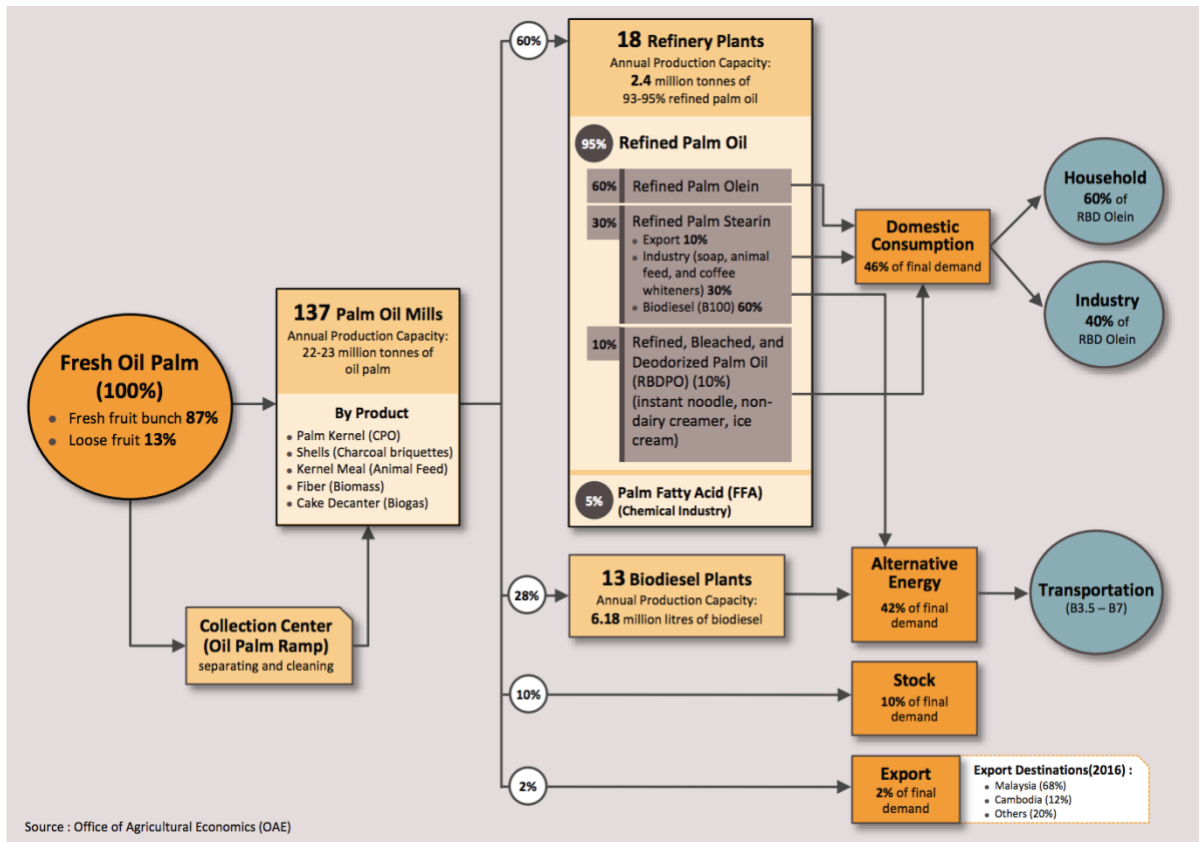 Fresh Oil Palm
(100%)
• Fresh fruit bunch 87%
• Loose fruit 13%
Collection Center
(Oil Palm Ramp)
separating and cleaning
137 Palm Oil Mills
Annual Production Capacity:
22-23 million tonnes of
oil palm
By Product
• Palm Kernel (CPO)
• Shells (Charcoal briquettes)
• Kernel Meal (Animal Feed)
• Fiber (Biomass)
• Cake Decanter (Biogas)
60%
18 Refinery Plants
Annual Production Capacity:
2.4 million tonnes of
93-95% refined palm oil
95% Refined Palm Oil
60% Refined Palm Olein
30% Refined Palm Stearin
• Export 10%
• Industry (soap, animal
feed, and coffee
whiteners) 30%
• Biodiesel (B100) 60%
10% Refined, Bleached, and
Deodorized Palm Oil
(RBDPO) (10%)
(instant noodle, non-
dairy creamer, ice
cream)
5% Palm Fatty Acid (FFA)
(Chemical Industry)
Domestic
Consumption
46% of final demand
Household
60% of
RBD Olein
Industry
40% of
RBD Olein
28%
13 Biodiesel Plants
Annual Production Capacity:
6.18 million litres of biodiesel
Alternative
Energy
42% of final
demand
Transportation
(B3.5 – B7)
10%
Stock
10% of final
demand
2%
Export
2% of final
demand
Export Destinations(2016) :
• Malaysia (68%)
• Cambodia (12%)
• Others (20%)
Source : Office of Agricultural Economics (OAE)